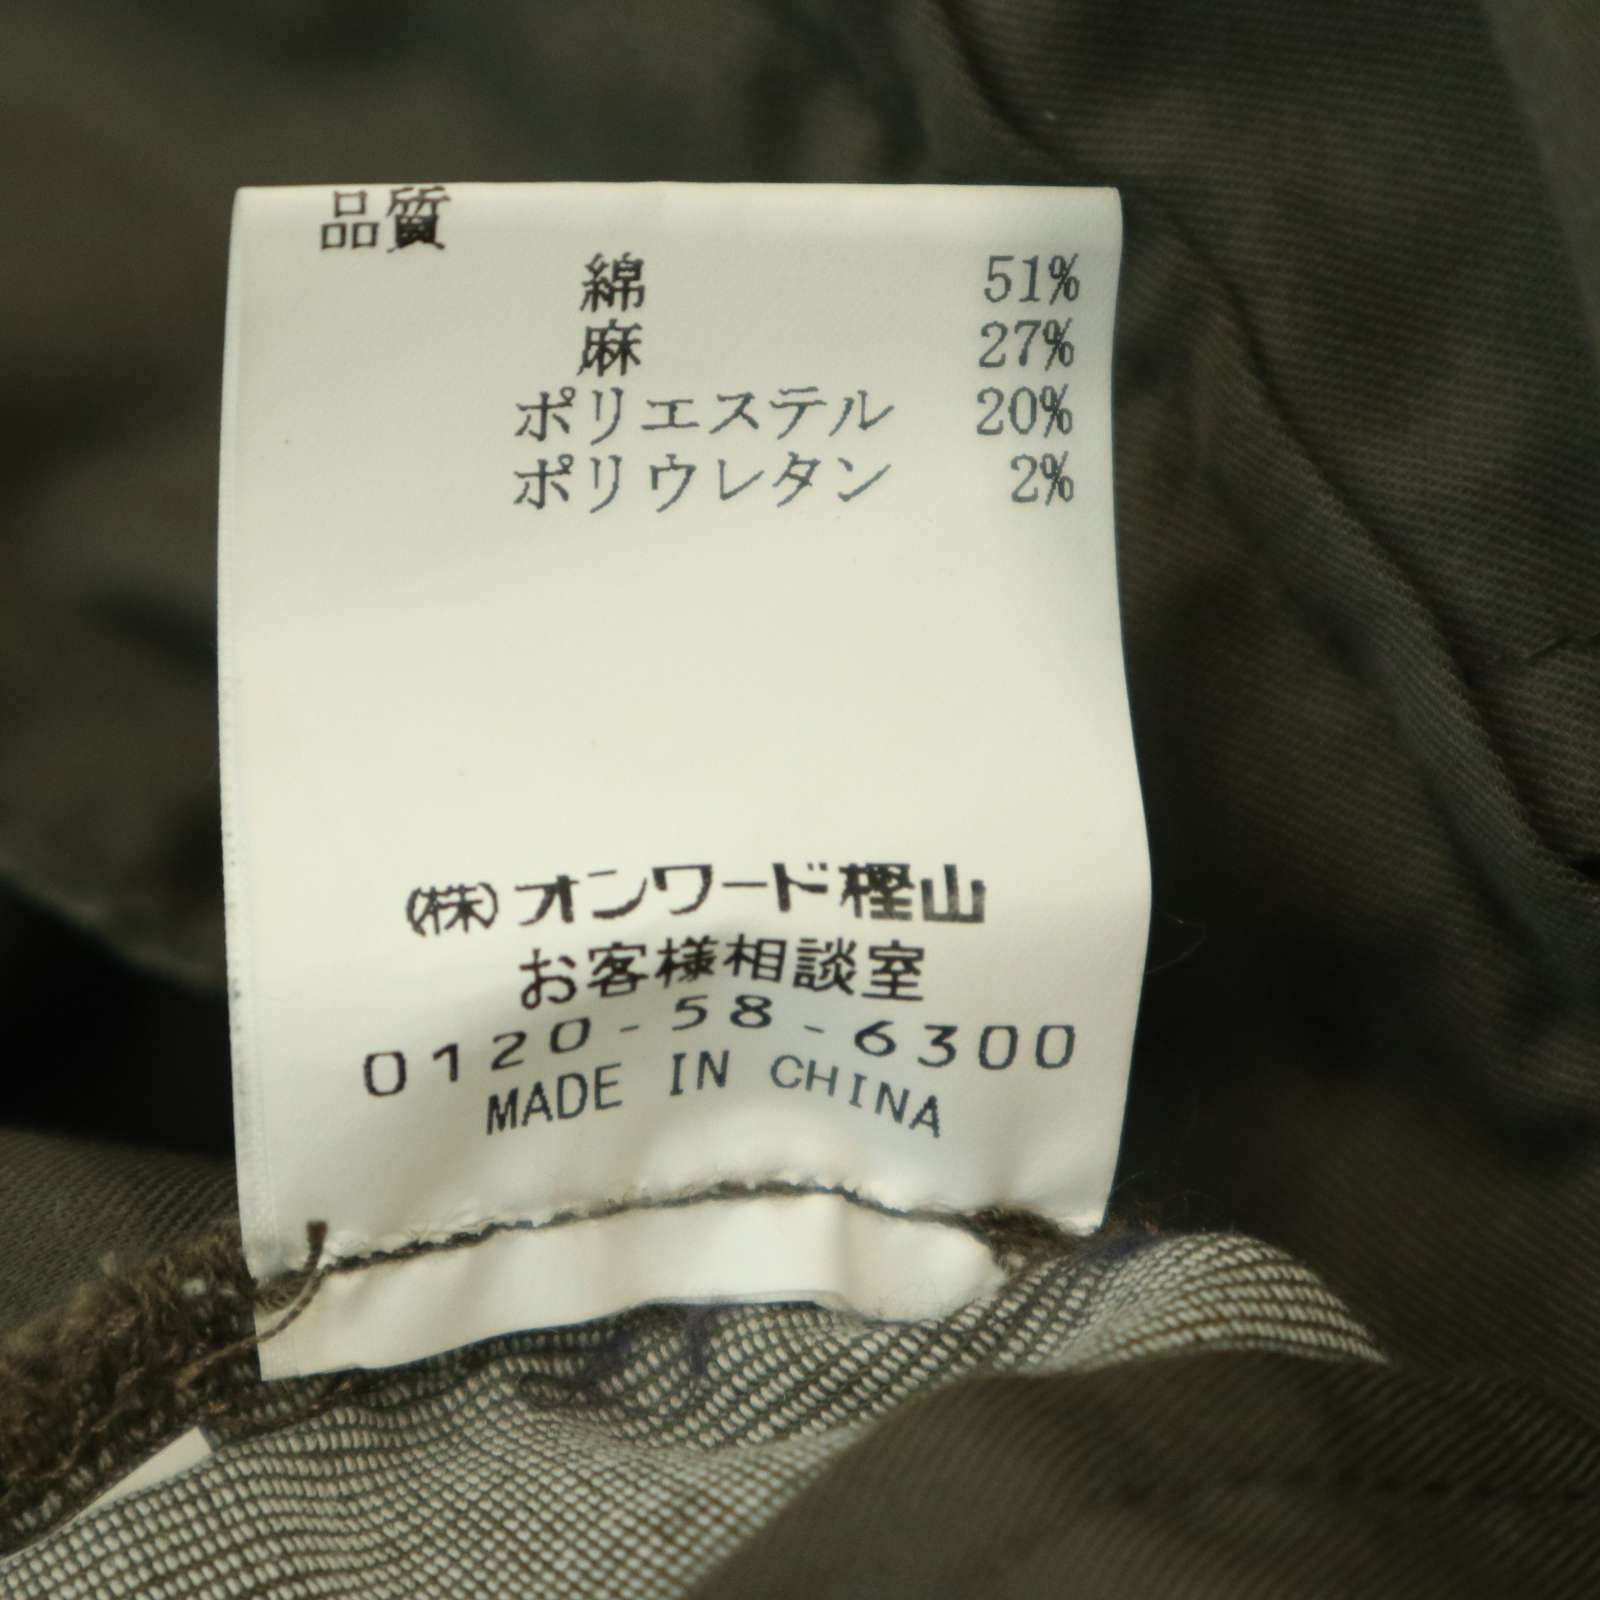 品質
綿 51%
麻 27%
ポリエステル 20%
ポリウレタン 2%
㈱オンワード樫山
お客様相談室
0120-58-6300
MADE IN CHINA